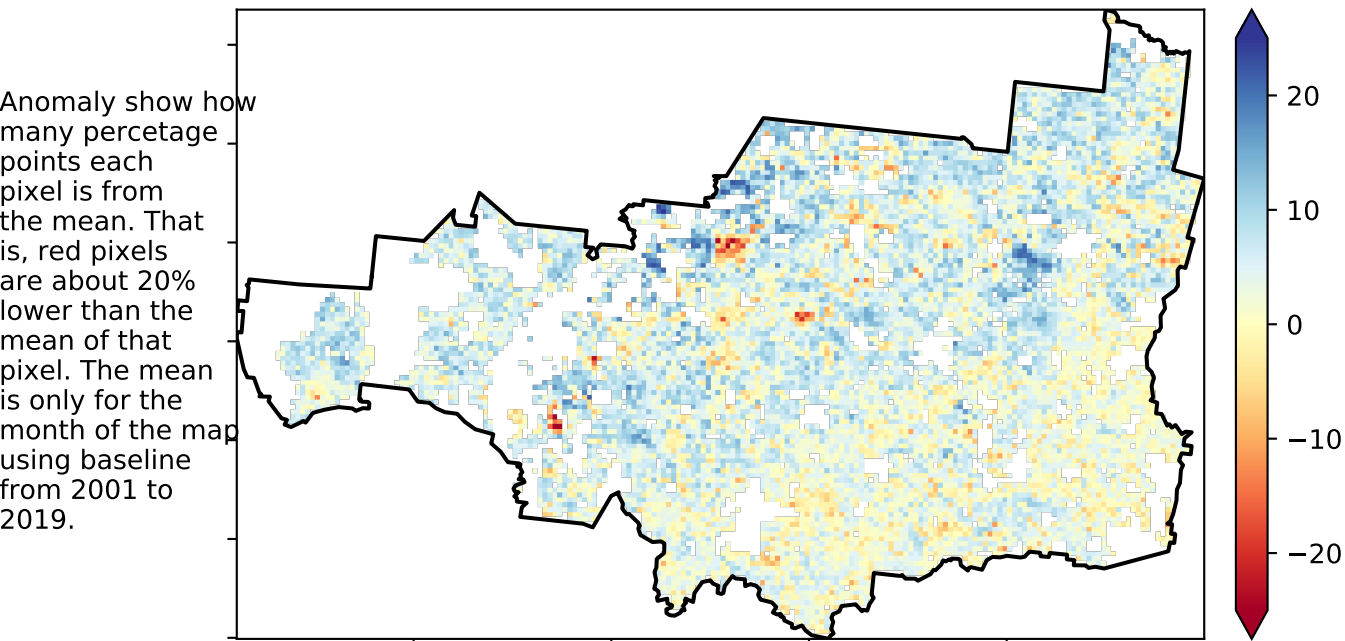 Anomaly show how
many percetage
points each
pixel is from
the mean. That
is, red pixels
are about 20%
lower than the
mean of that
pixel. The mean
is only for the
month of the map
using baseline
from 2001 to
2019.
20
10
0
−10
−20